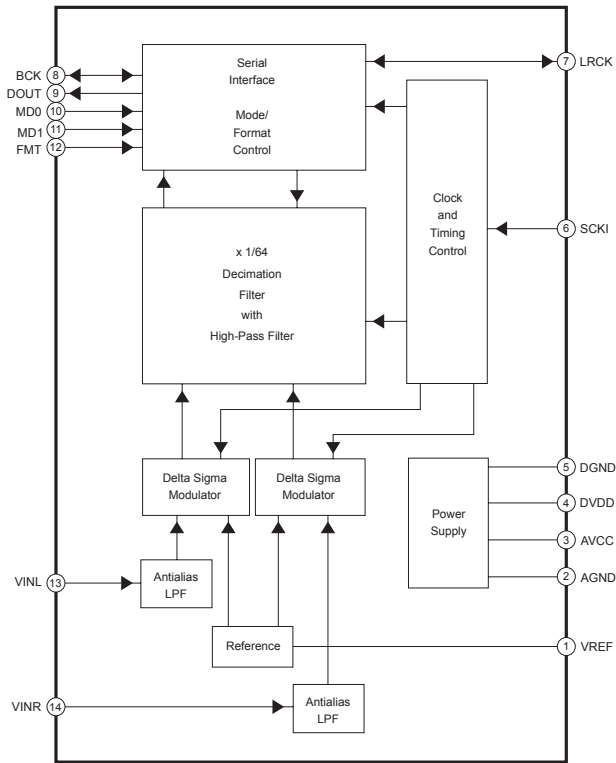 Serial
Interface
Mode/
Format
Control
BCK 8
DOUT 9
MD0 10
MD1 11
FMT 12
7 LRCK
Clock
and
Timing
Control
6 SCKI
x 1/64
Decimation
Filter
with
High-Pass Filter
Delta Sigma
Modulator
Delta Sigma
Modulator
Power
Supply
5 DGND
4 DVDD
3 AVCC
2 AGND
VINL 13
Antialias
LPF
Reference
1 VREF
VINR 14
Antialias
LPF